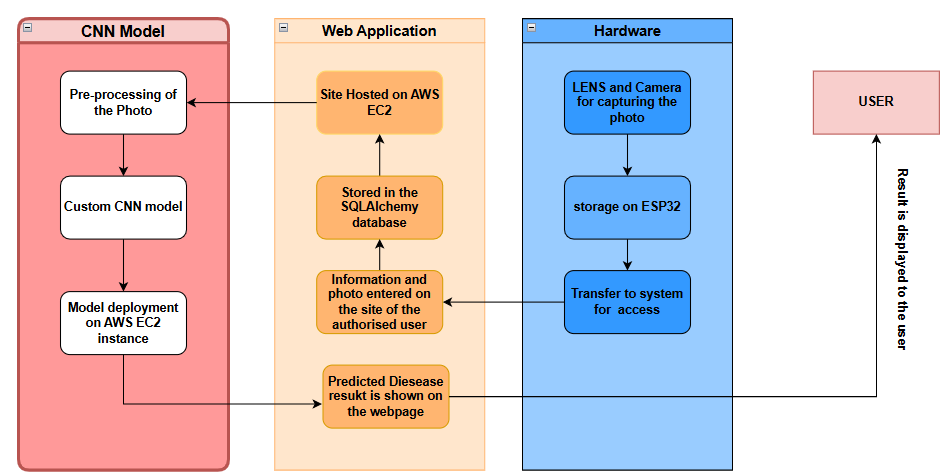 CNN Model
Pre-processing of
the Photo
Custom CNN model
Model deployment
on AWS EC2
instance
Web Application
Site Hosted on AWS
EC2
Stored in the
SQLAlchemy
database
Information and
photo entered on
the site of the
authorised user
Predicted Diesease
resukt is shown on
the webpage
Hardware
LENS and Camera
for capturing the
photo
storage on ESP32
Transfer to system
for access
USER
Result is displayed to the user